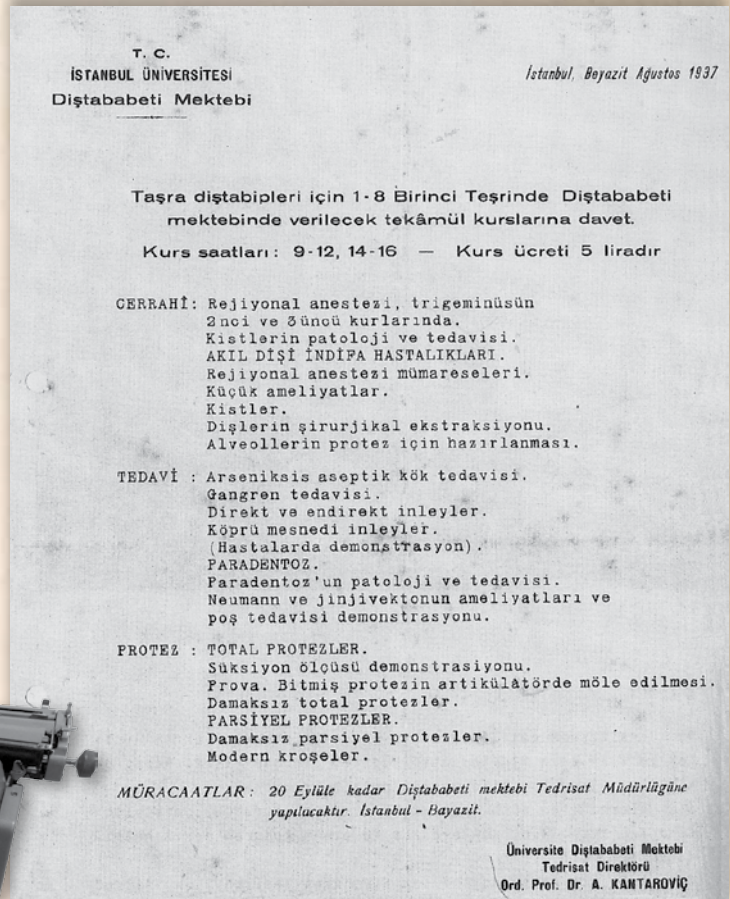 T. C.
İSTANBUL ÜNİVERSİTESİ
Diştababeti Mektebi
İstanbul, Beyazit Ağustos 1937
Taşra diştabipleri için 1-8 Birinci Teşrinde Diştababeti
mektebinde verilecek tekâmül kurslarına davet.
Kurs saatları: 9-12, 14-16 — Kurs ücreti 5 liradır
CERRAHÎ: Rejiyonal anestezi, trigeminüsün
2nci ve 3üncü kurlarında.
Kistlerin patoloji ve tedavisi.
AKIL DİŞİ İNDİFA HASTALIKLARI.
Rejiyonal anestezi mümareseleri.
Küçük ameliyatlar.
Kistler.
Dişlerin şirurjikal ekstraksiyonu.
Alveollerin protez için hazırlanması.
TEDAVİ : Arseniksis aseptik kök tedavisi.
Gangren tedavisi.
Direkt ve endirekt inleyler.
Köprü mesnedi inleyler.
(Hastalarda demonstrasyon).
PARADENTOZ.
Paradentoz'un patoloji ve tedavisi.
Neumann ve jinjivektonun ameliyatları ve
poş tedavisi demonstrasyonu.
PROTEZ : TOTAL PROTEZLER.
Süksiyon ölçüsü demonstrasiyonu.
Prova. Bitmiş protezin artikülâtörde möle edilmesi.
Damaksız total protezler.
PARSİYEL PROTEZLER.
Damaksız parsiyel protezler.
Modern kroşeler.
MÜRACAATLAR: 20 Eylüle kadar Diştababeti mektebi Tedrisat Müdürlüğüne
yapılacaktır. İstanbul - Bayazit.
Üniversite Diştababeti Mektebi
Tedrisat Direktörü
Ord. Prof. Dr. A. KANTAROVİÇ